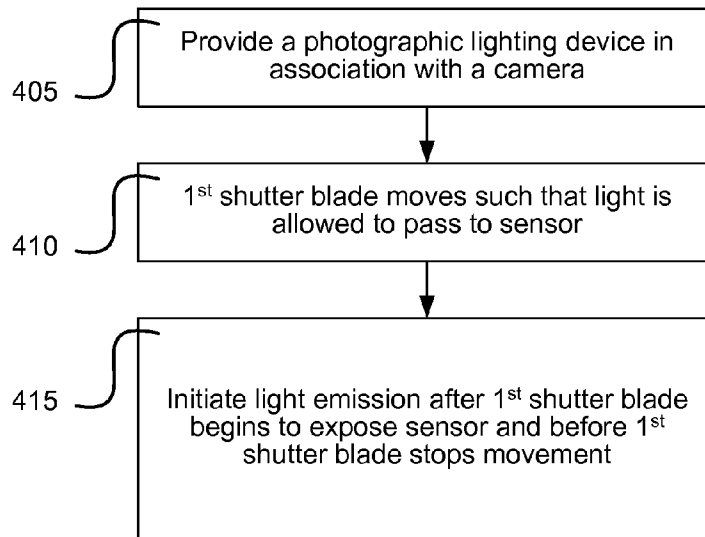 Provide a photographic lighting device in
association with a camera
405
1st shutter blade moves such that light is
allowed to pass to sensor
410
Initiate light emission after 1st shutter blade
begins to expose sensor and before 1st
shutter blade stops movement
415